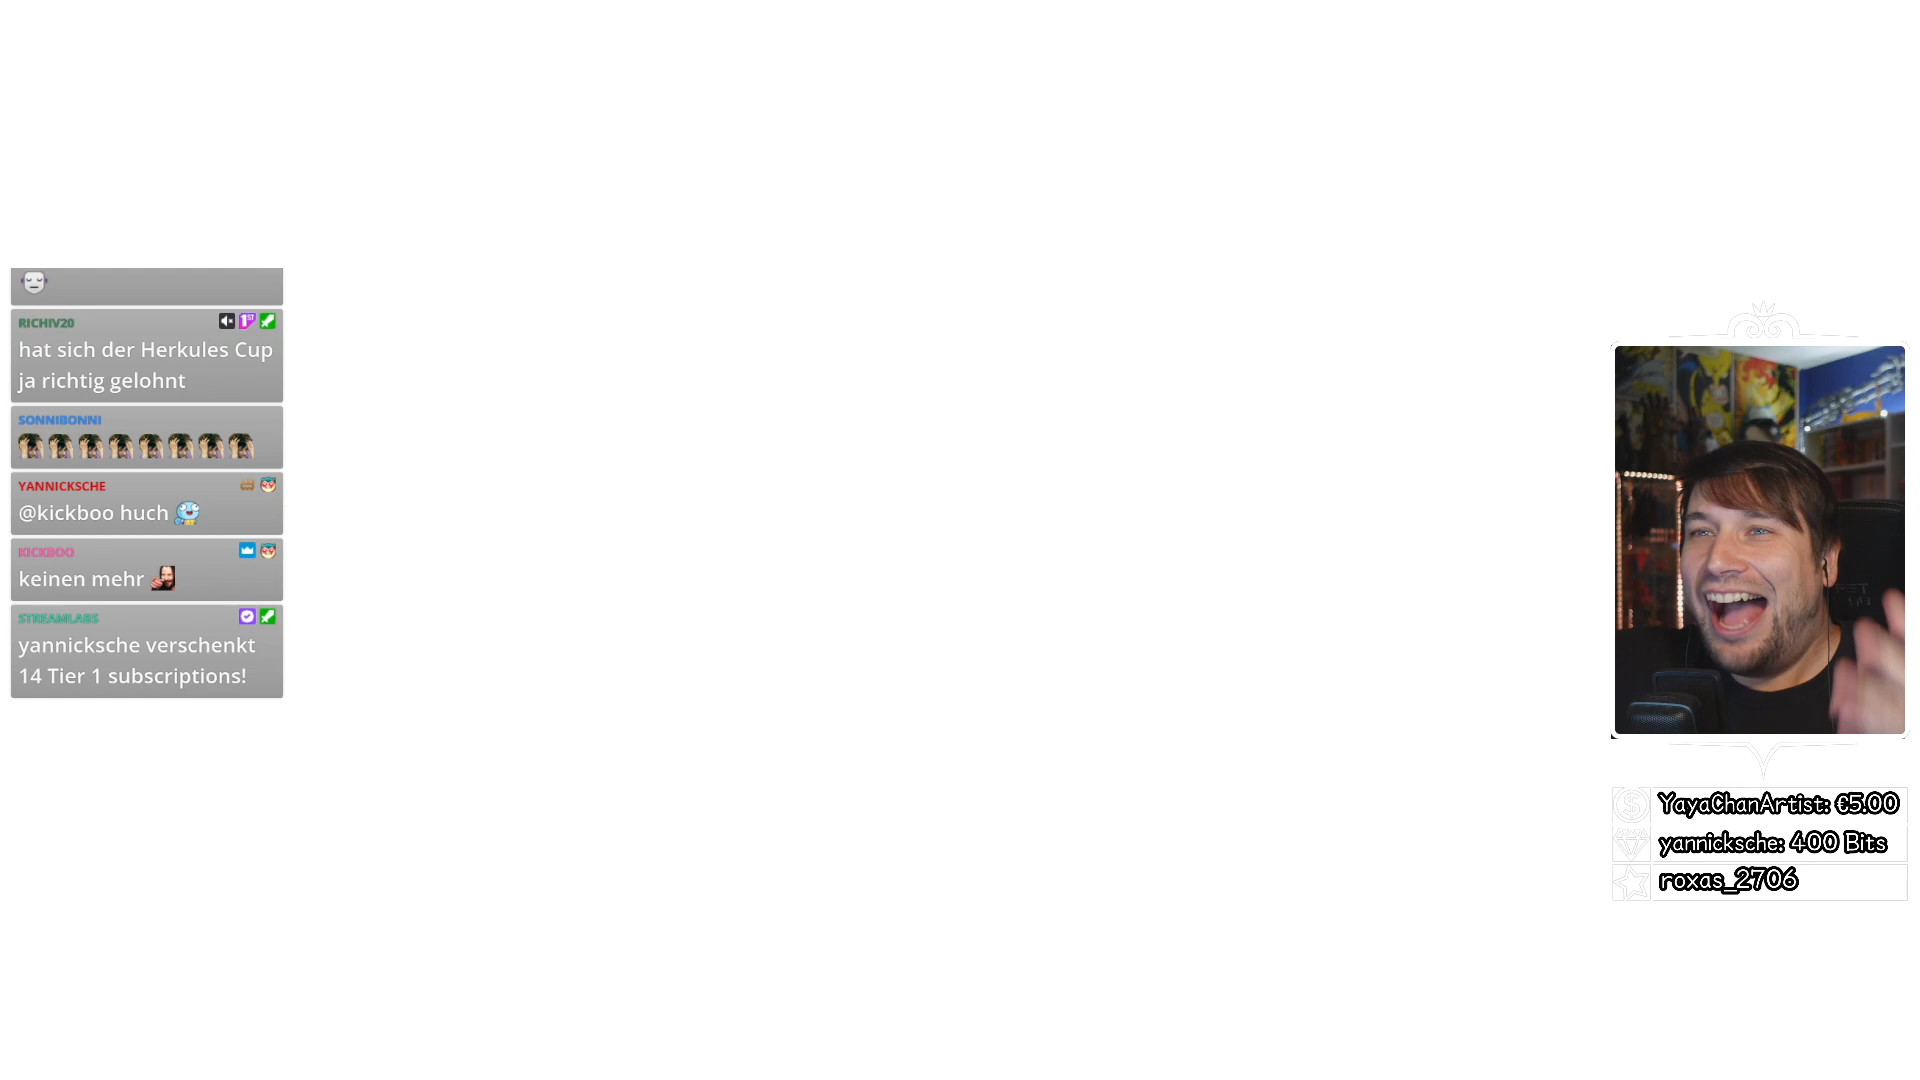 RICHIV20
hat sich der Herkules Cup
ja richtig gelohnt
SONNIBONNI
YANNICKSCHE
@kickboo huch
KICKBOO
keinen mehr
STREAMLABS
yannicksche verschenkt
14 Tier 1 subscriptions!
YayaChanArtist: €5.00
yannicksche: 400 Bits
roxas_2706